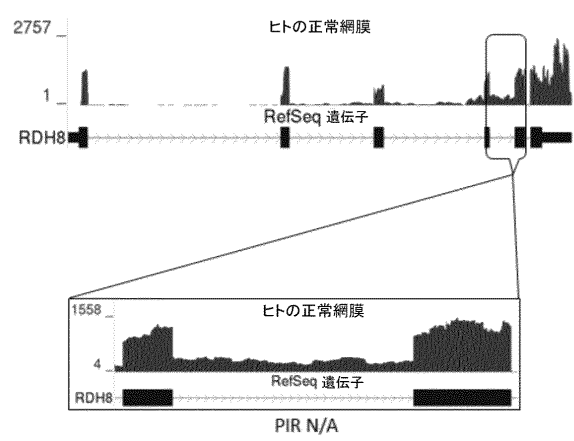 ヒトの正常網膜
2757
1
RefSeq 遺伝子
RDH8
ヒトの正常網膜
1558
4
RefSeq 遺伝子
RDH8
PIR N/A